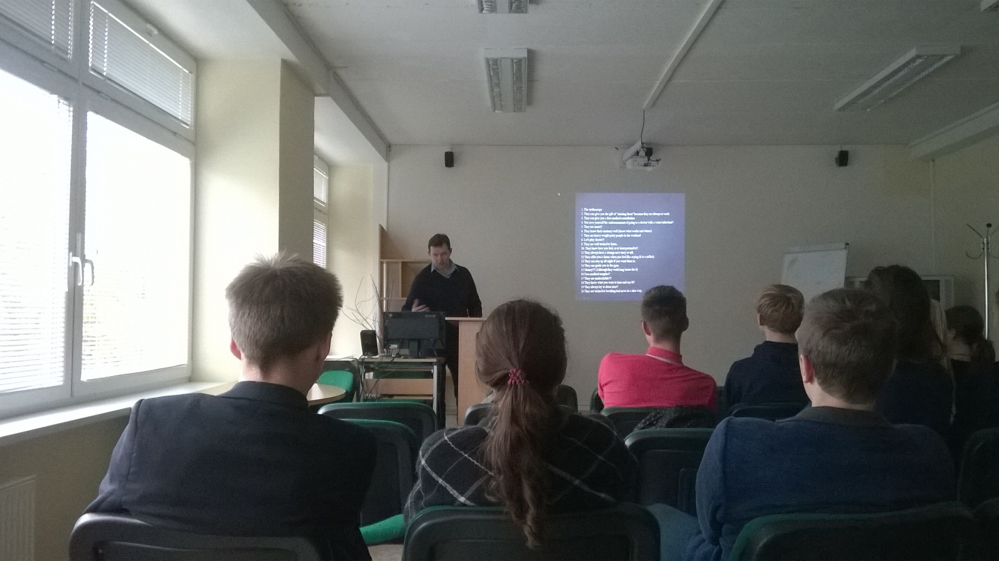 1. The stethoscope
2. They can give you the gift of "missing them" because they are always at work
3. They can give you a free medical consultation
4. You save yourself the embarrassment of going to a doctor with a water infection!!
5. They are smart!!
6. They know their anatomy well (know what works and where)
7. They are heavy weight party people in the weekend
8. Let's play doctor!!
9. They are well trained to listen.
10. They know how you feel, or at least pretend to!!
11 They always have a strange new story to tell.
12 They offer you a tissue when you feel like crying (it is a reflex).
13 They can stay up all night if you want them to.
14 They can guide you in the gym.
15 Money!!! (Although they work long hours for it)
16 Free medical samples!!
17 They are unshockable!!!
18 They know what you want to hear and say it!!
19 They always try to dress nice!!
20 They are trained in breaking bad news in a nice way.